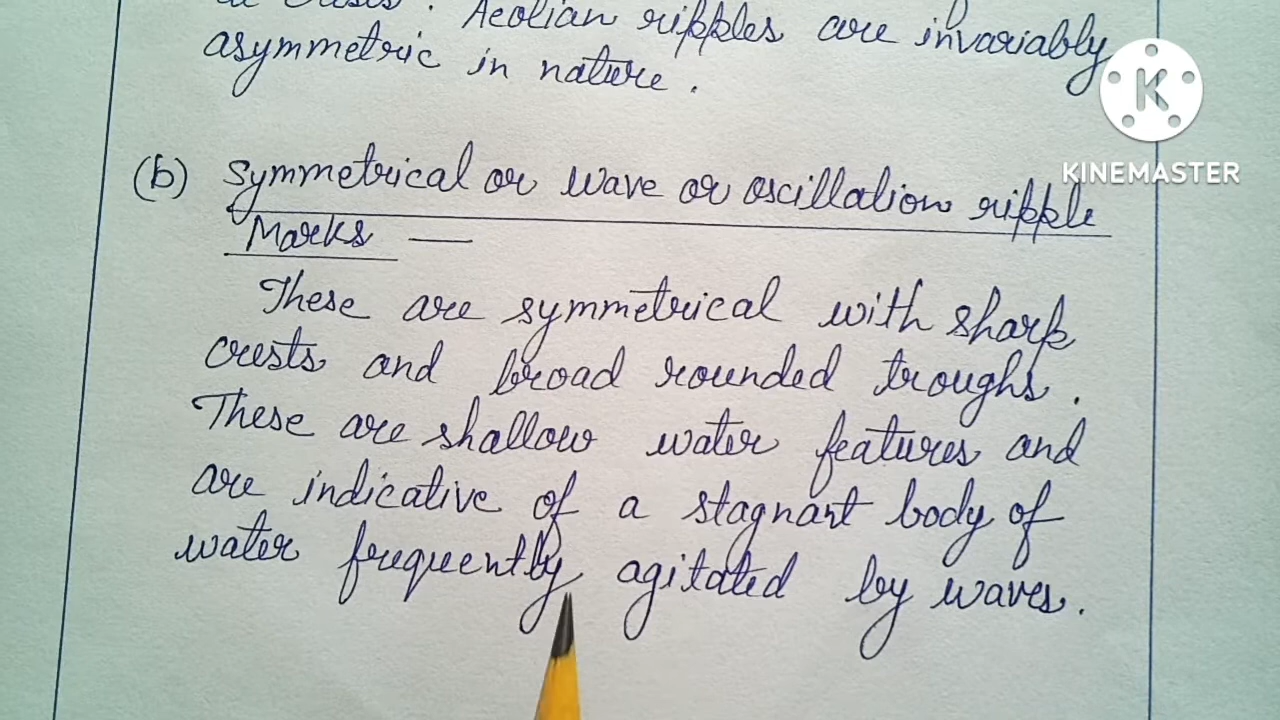 Aeolian ripples are invariably
asymmetric in nature.
K
KINEMASTER
(b) Symmetrical or wave or oscillation ripple
Marks —
These are symmetrical with sharp
crests and broad rounded troughs.
These are shallow water features and
are indicative of a stagnant body of
water frequently agitated by waves.